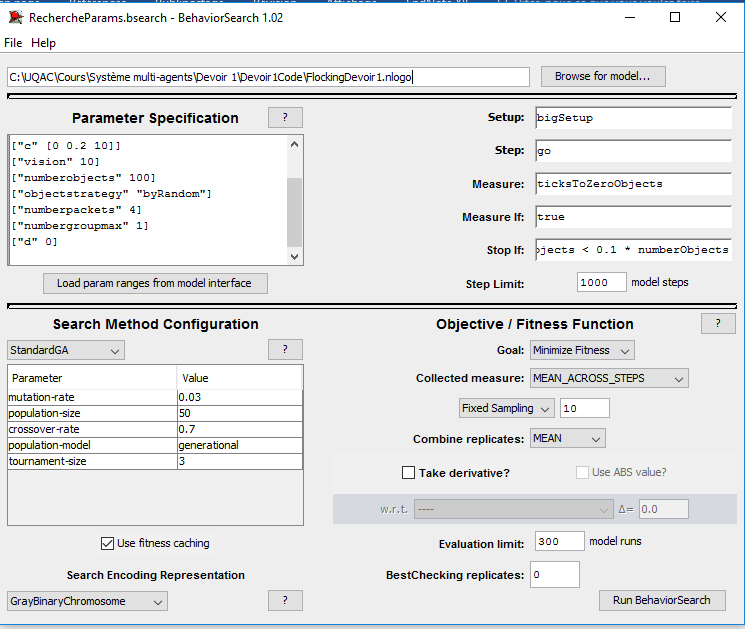 RechercheParams.bsearch - BehaviorSearch 1.02
File Help
C:\UQAC\Cours\Système multi-agents\Devoir 1\Devoir1Code\FlockingDevoir1.nlogo
Browse for model...
Parameter Specification
?
["c" [0 0.2 10]]
["vision" 10]
["numberobjects" 100]
["objectstrategy" "byRandom"]
["numberpackets" 4]
["numbergroupmax" 1]
["d" 0]
Load param ranges from model interface
Setup: bigSetup
Step: go
Measure: ticksToZeroObjects
Measure If: true
Stop If: bjects < 0.1 * numberObjects
Step Limit: 1000 model steps
Search Method Configuration
StandardGA ?
Parameter Value
mutation-rate 0.03
population-size 50
crossover-rate 0.7
population-model generational
tournament-size 3
Use fitness caching
Search Encoding Representation
GrayBinaryChromosome ?
Objective / Fitness Function ?
Goal: Minimize Fitness
Collected measure: MEAN_ACROSS_STEPS
Fixed Sampling 10
Combine replicates: MEAN
Take derivative? Use ABS value?
w.r.t. ---- Δ= 0.0
Evaluation limit: 300 model runs
BestChecking replicates: 0
Run BehaviorSearch